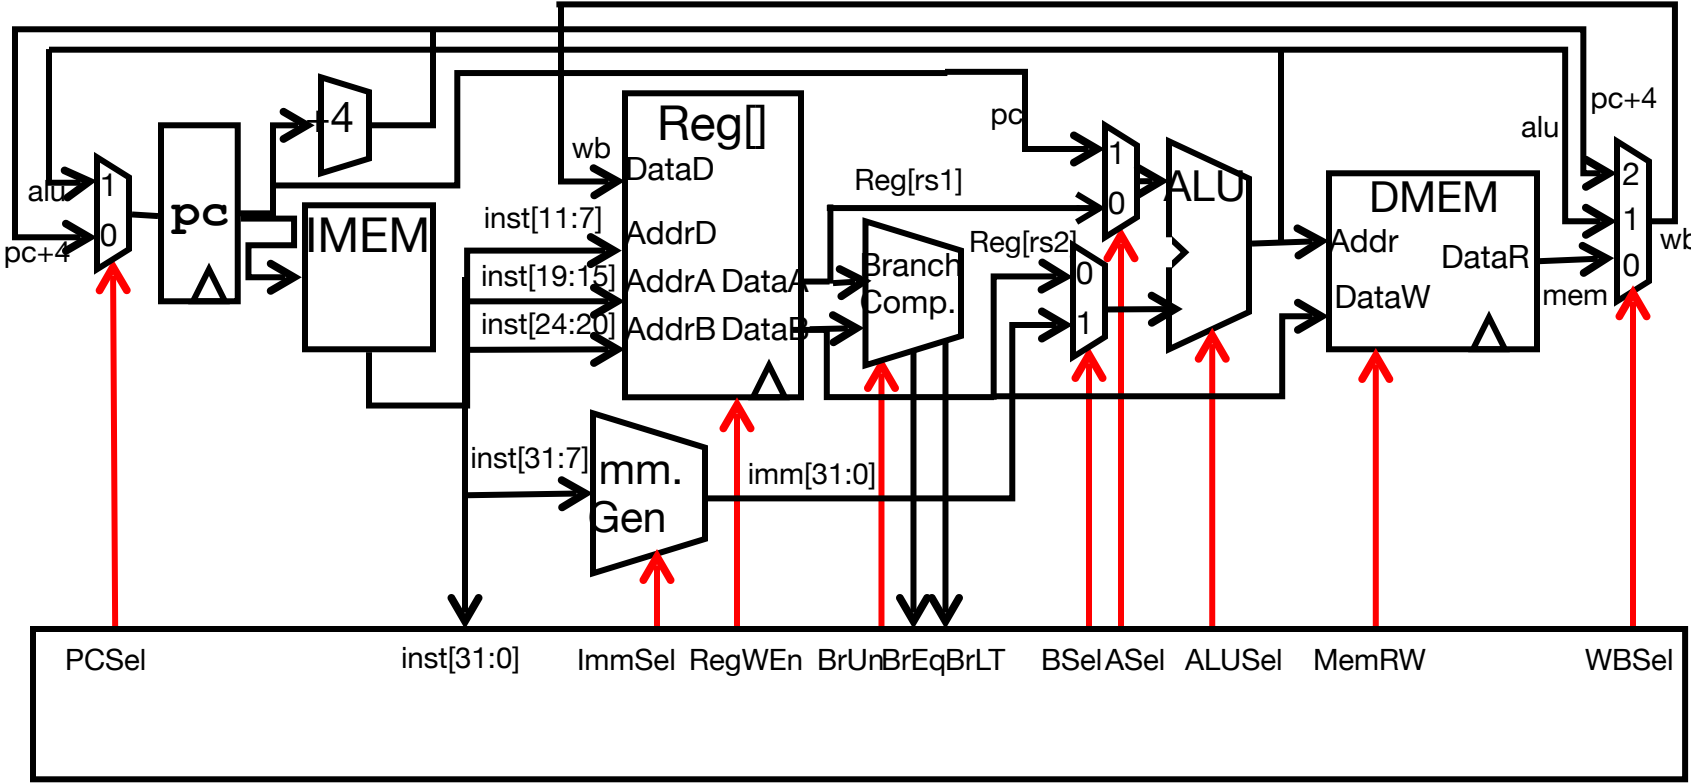 pc+4
+4
pc
alu
Reg[]
wb
DataD
1
ALU
alu
1
pc
Reg[rs1]
DMEM
2
inst[11:7]
0
1
0
IMEM
AddrD
Reg[rs2]
Addr
wb
pc+4
DataR
0
inst[19:15]
AddrA DataA
Branch
Comp.
0
mem
DataW
inst[24:20]
AddrB DataB
1
inst[31:7]
mm.
Gen
imm[31:0]
PCSel
inst[31:0]
ImmSel
RegWEn
BrUn
BrEq
BrLT
BSel
ASel
ALUSel
MemRW
WBSel